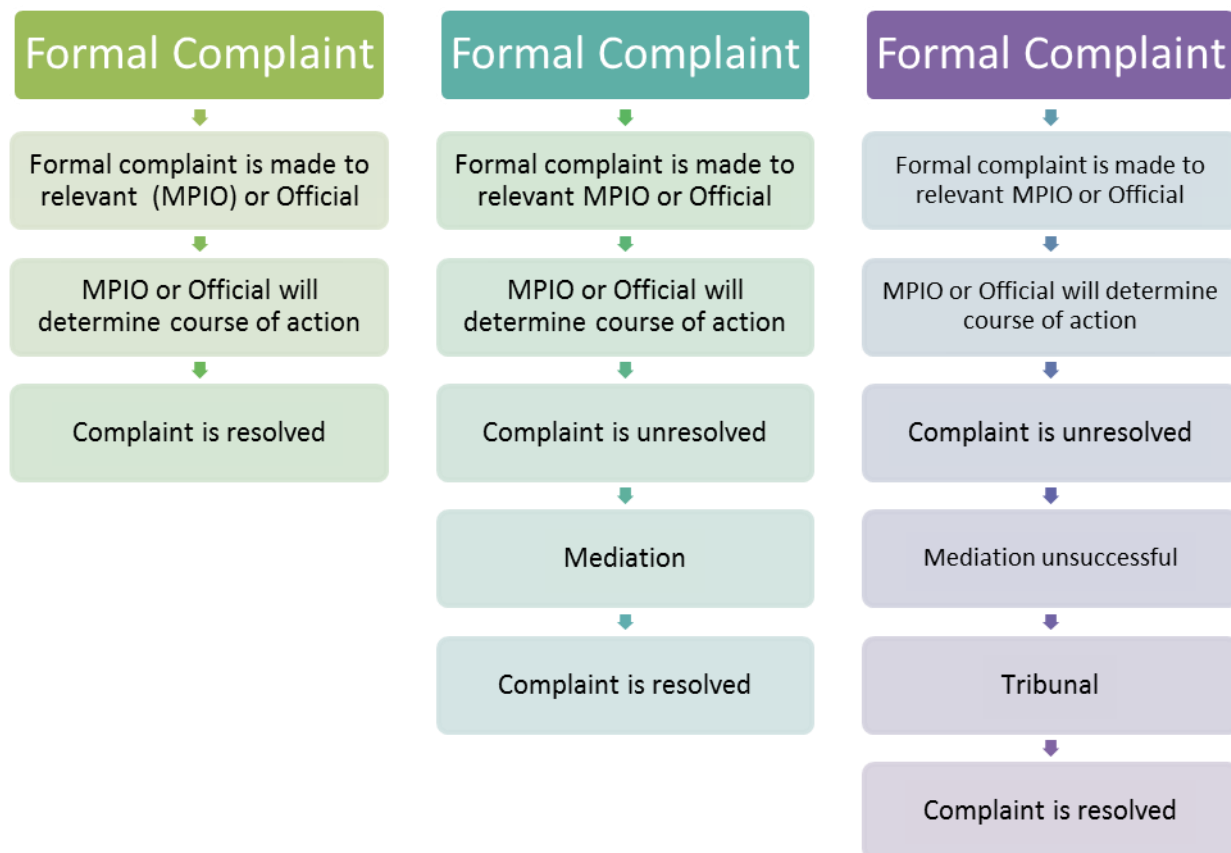 Formal Complaint
Formal complaint is made to
relevant (MPIO) or Official
MPIO or Official will
determine course of action
Complaint is resolved
Formal Complaint
Formal complaint is made to
relevant MPIO or Official
MPIO or Official will
determine course of action
Complaint is unresolved
Mediation
Complaint is resolved
Formal Complaint
Formal complaint is made to
relevant MPIO or Official
MPIO or Official will determine
course of action
Complaint is unresolved
Mediation unsuccessful
Tribunal
Complaint is resolved